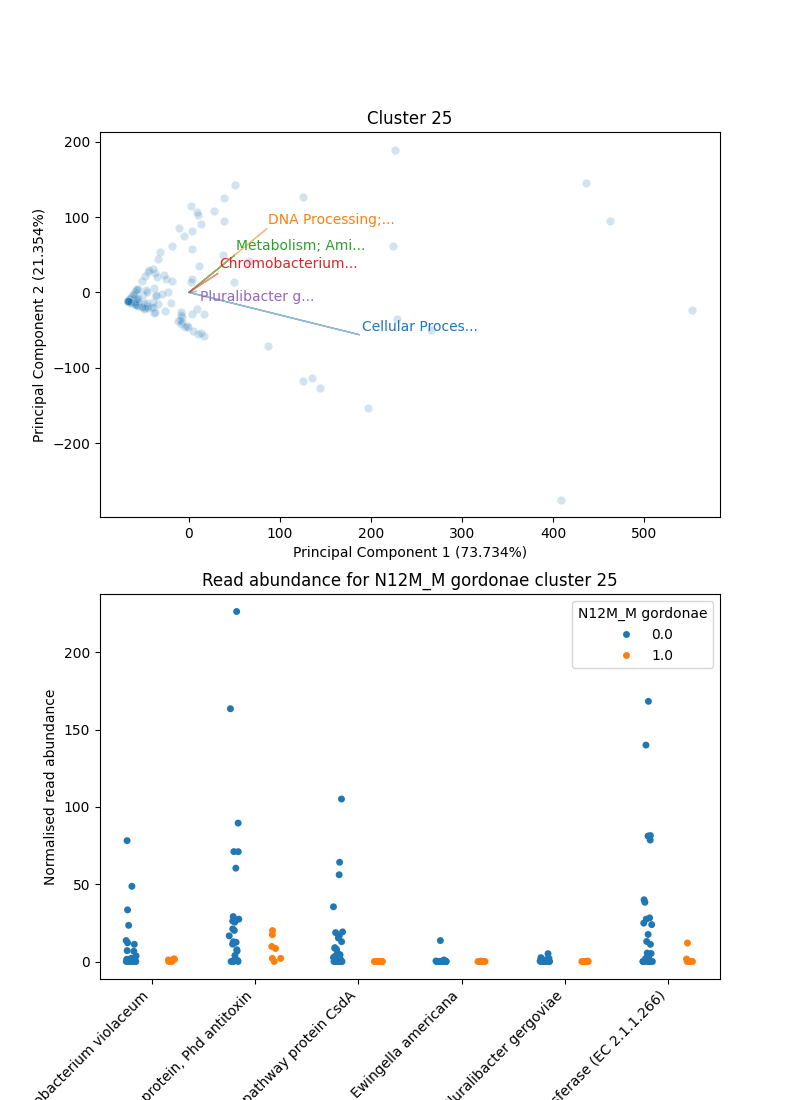 Cluster 25
200
100
0
−100
−200
Principal Component 2 (21.354%)
DNA Processing;...
Metabolism; Ami...
Chromobacterium...
Pluralibacter g...
Cellular Proces...
0 100 200 300 400 500
Principal Component 1 (73.734%)
Read abundance for N12M_M gordonae cluster 25
N12M_M gordonae
0.0
1.0
200
150
100
50
0
Normalised read abundance
obacterium violaceum
protein, Phd antitoxin
pathway protein CsdA
Ewingella americana
luralibacter gergoviae
sferase (EC 2.1.1.266)